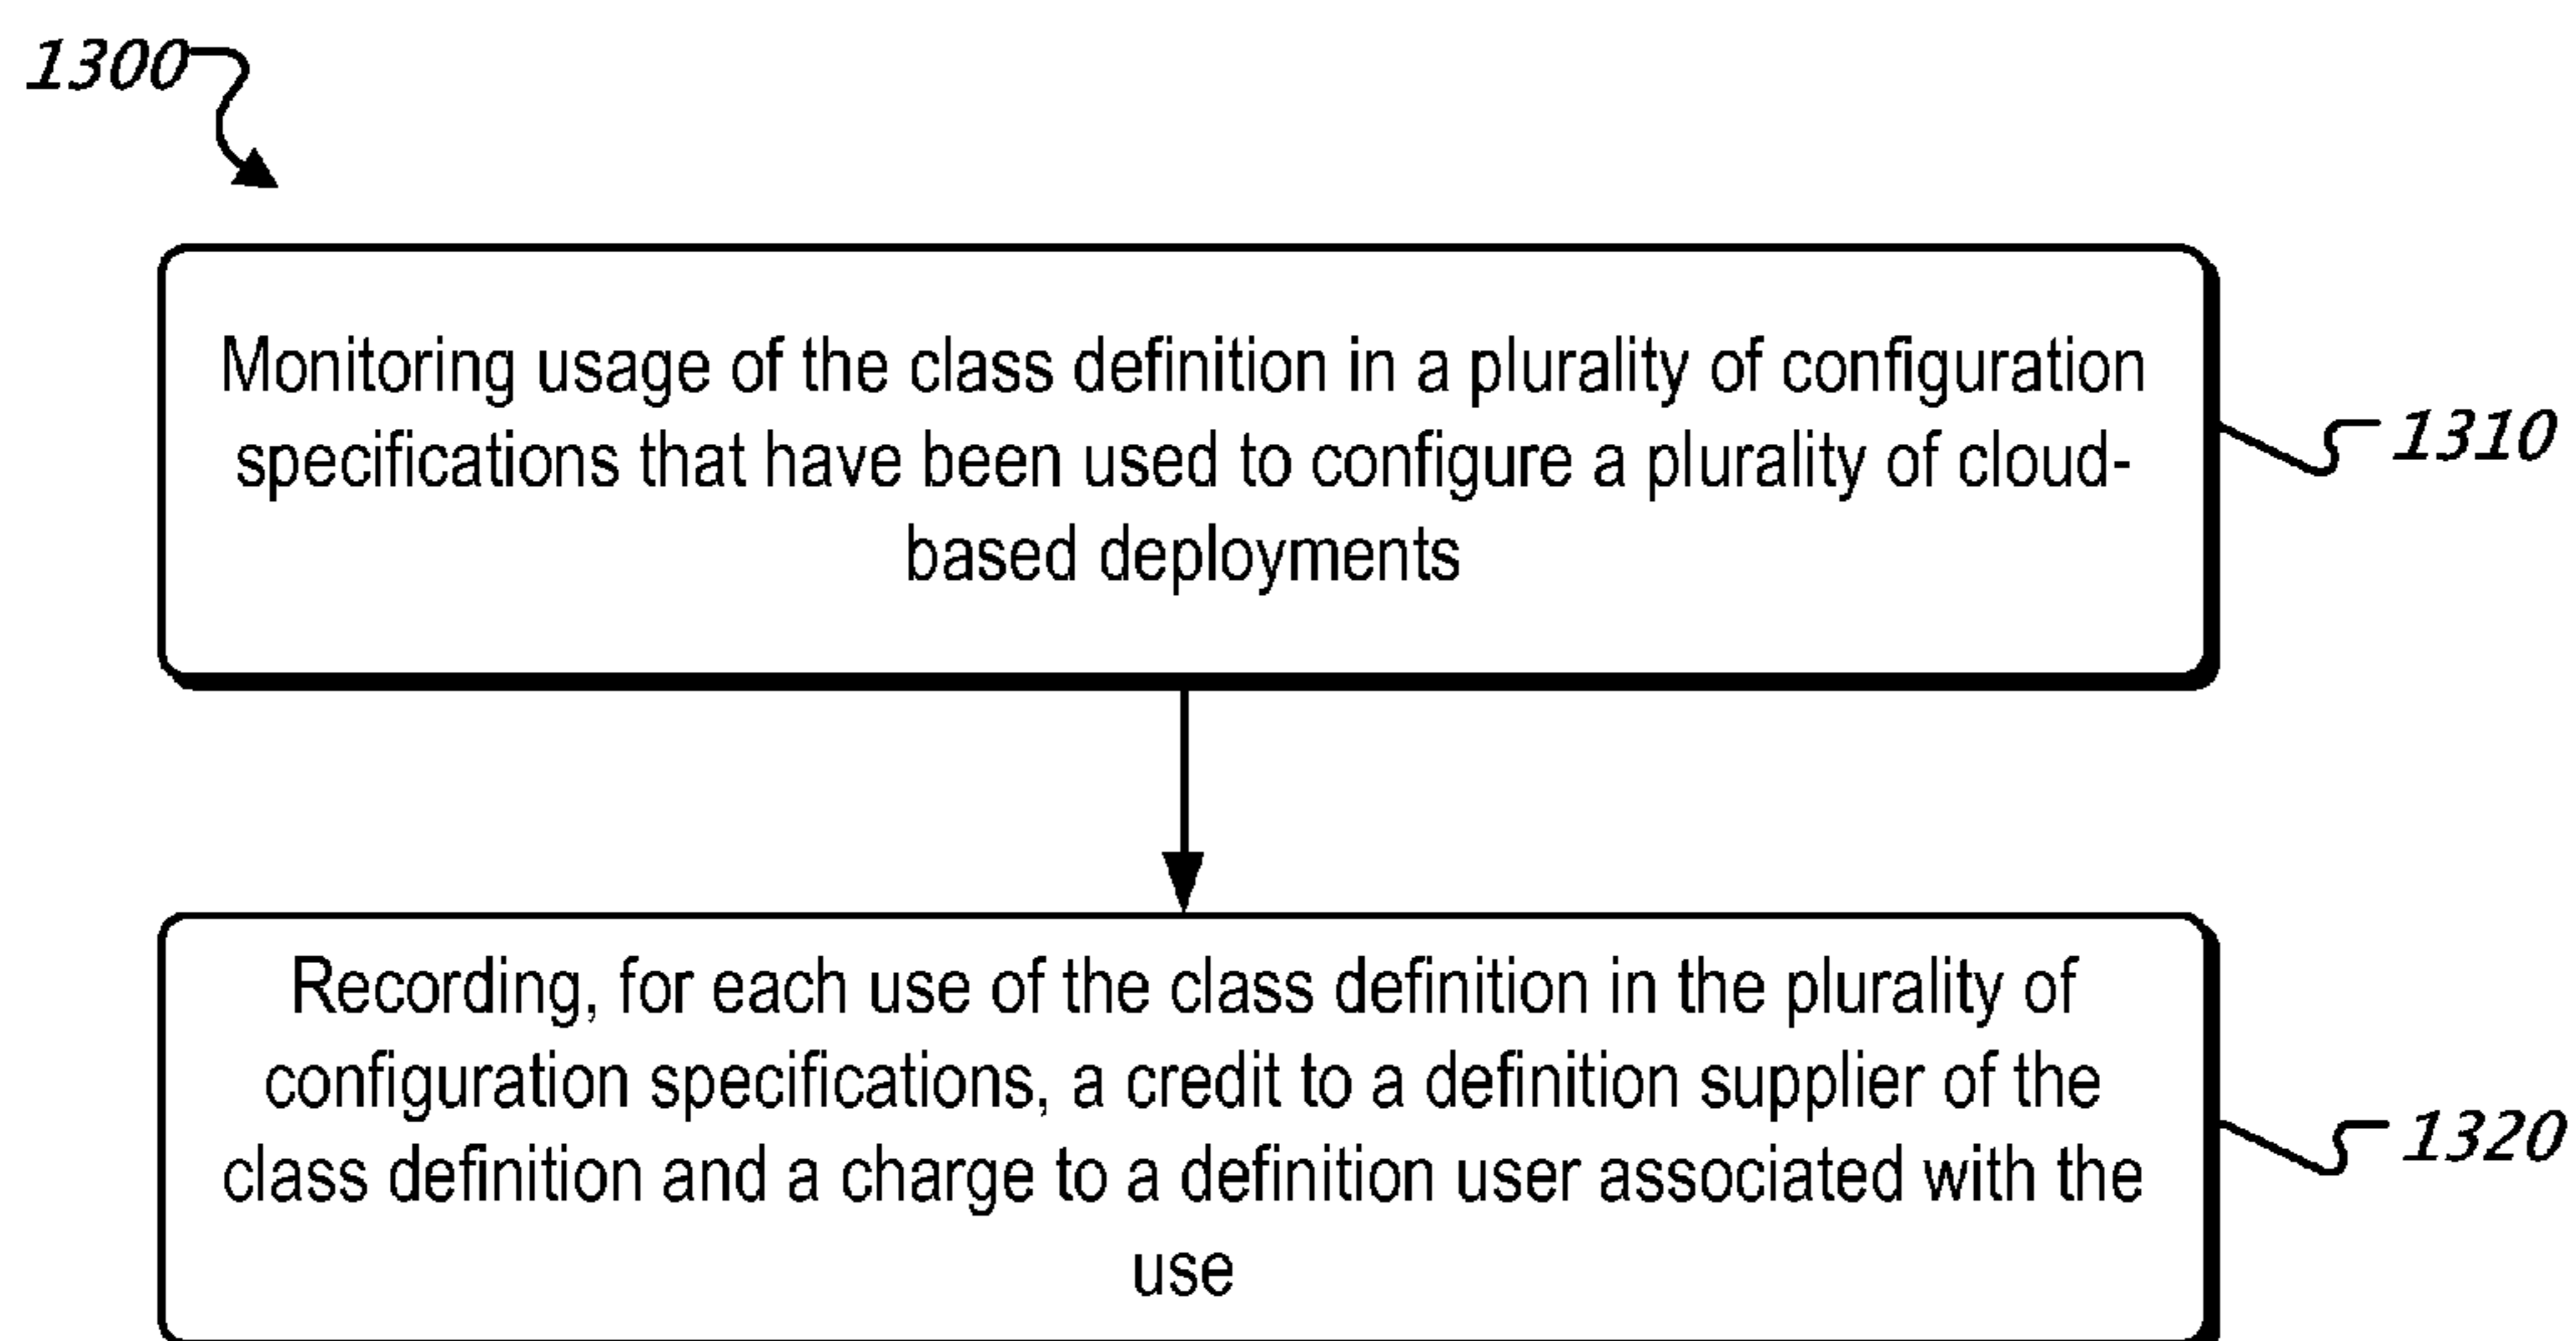 1300
Monitoring usage of the class definition in a plurality of configuration
specifications that have been used to configure a plurality of cloud-
based deployments
1310
Recording, for each use of the class definition in the plurality of
configuration specifications, a credit to a definition supplier of the
class definition and a charge to a definition user associated with the
use
1320